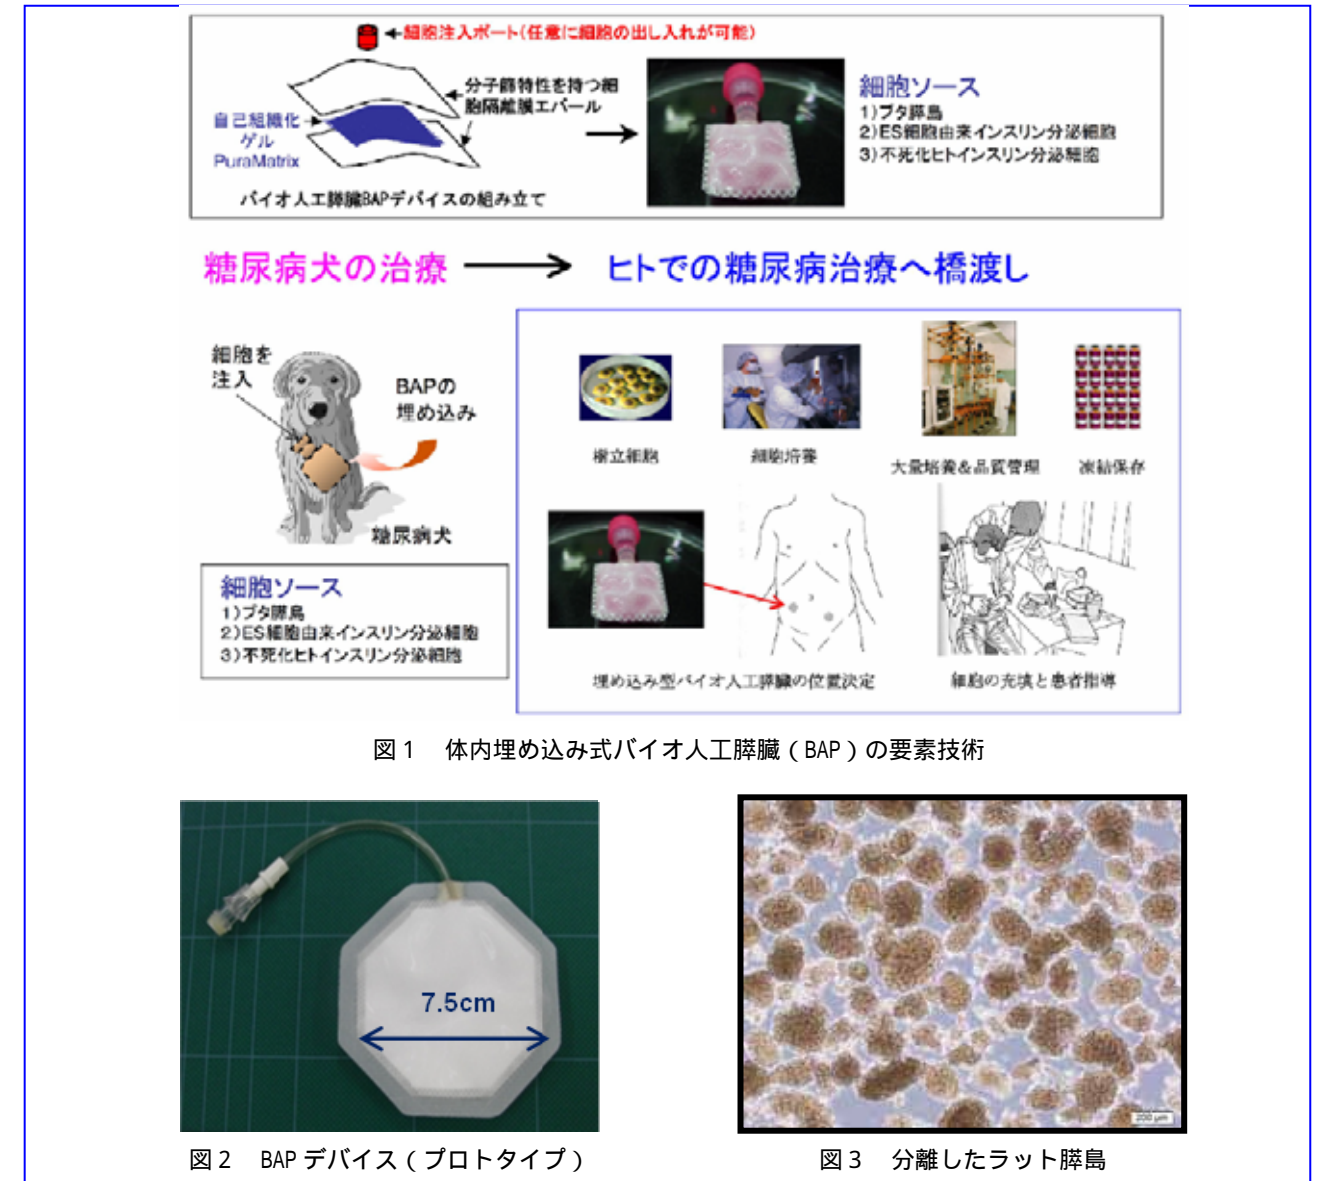 細胞注入ポート(任意に細胞の出し入れが可能)
分子篩特性を持つ細
胞隔離膜エバール
自己組織化
ゲル
PuraMatrix
バイオ人工膵臓BAPデバイスの組み立て
細胞ソース
1)ブタ膵島
2)ES細胞由来インスリン分泌細胞
3)不死化ヒトインスリン分泌細胞
糖尿病犬の治療
ヒトでの糖尿病治療へ橋渡し
細胞を
注入
BAPの
埋め込み
糖尿病犬
細胞ソース
1)ブタ膵島
2)ES細胞由来インスリン分泌細胞
3)不死化ヒトインスリン分泌細胞
樹立細胞
細胞培養
大量培養&品質管理
凍結保存
埋め込み型バイオ人工膵臓の位置決定
細胞の充填と患者指導
図1 体内埋め込み式バイオ人工膵臓(BAP)の要素技術
7.5cm
200 µm
図2 BAP デバイス(プロトタイプ)
図3 分離したラット膵島